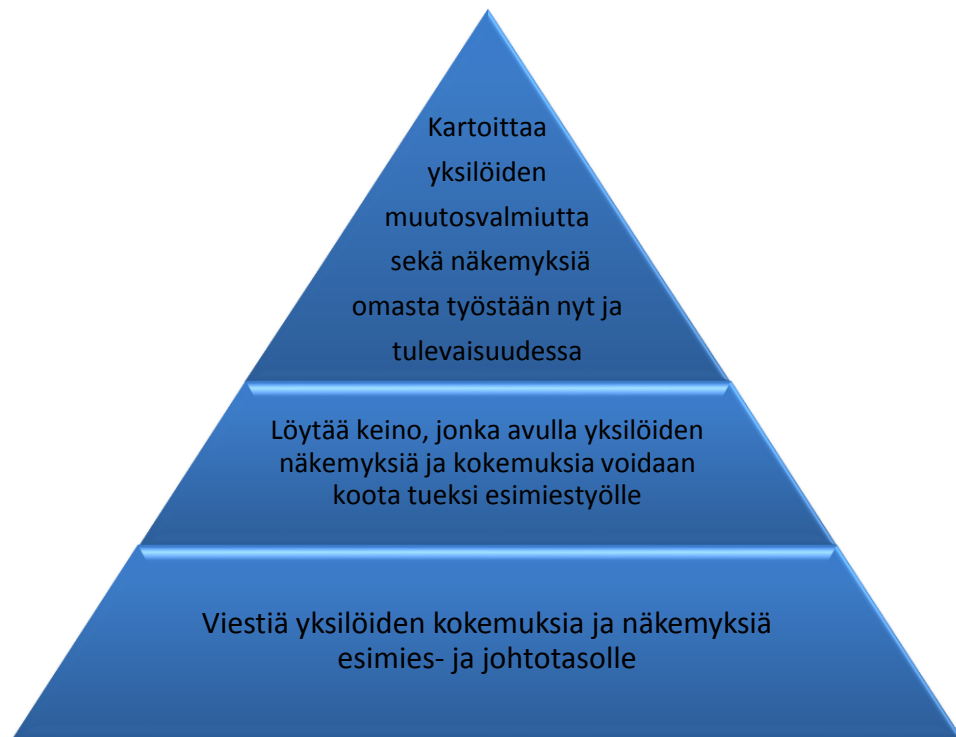 Kartoittaa
yksilöiden
muutosvalmiutta
sekä näkemyksiä
omasta työstään nyt ja
tulevaisuudessa
Löytää keino, jonka avulla yksilöiden
näkemyksiä ja kokemuksia voidaan
koota tueksi esimiestyölle
Viestiä yksilöiden kokemuksia ja näkemyksiä
esimies- ja johtotasolle